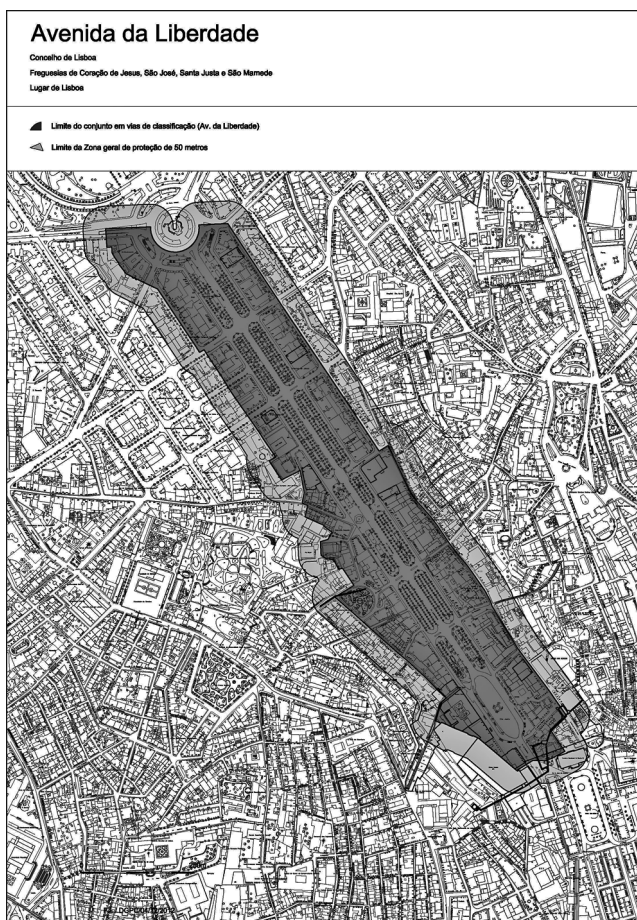 Avenida da Liberdade
Concelho de Lisboa
Freguesias de Coração de Jesus, São José, Santa Justa e São Mamede
Lugar de Lisboa
Limite do conjunto em vias de classificação (Av. da Liberdade)
Limite da Zona geral de proteção de 50 metros